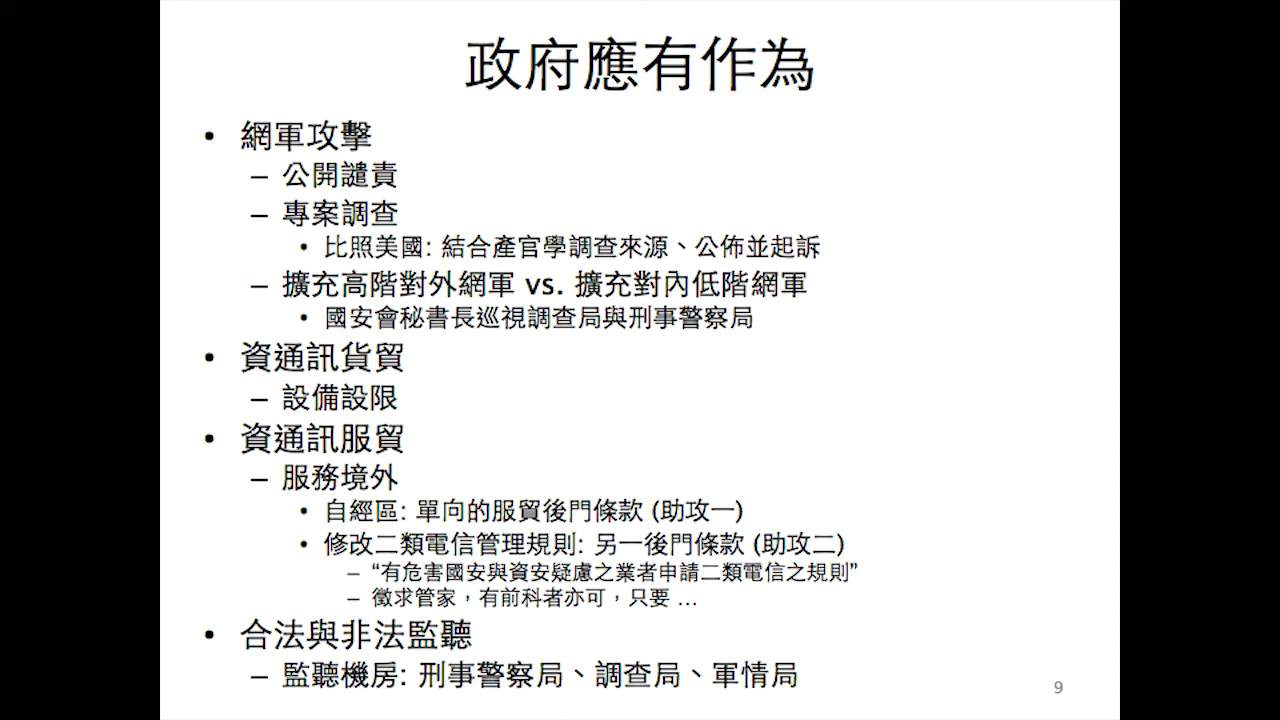 政府應有作為
• 網軍攻擊
– 公開譴責
– 專案調查
• 比照美國: 結合產官學調查來源、公佈並起訴
– 擴充高階對外網軍 vs. 擴充對內低階網軍
• 國安會秘書長巡視調查局與刑事警察局
• 資通訊貨貿
– 設備設限
• 資通訊服貿
– 服務境外
• 自經區: 單向的服貿後門條款 (助攻一)
• 修改二類電信管理規則: 另一後門條款 (助攻二)
– “有危害國安與資安疑慮之業者申請二類電信之規則”
– 徵求管家，有前科者亦可，只要 ...
• 合法與非法監聽
– 監聽機房: 刑事警察局、調查局、軍情局
9